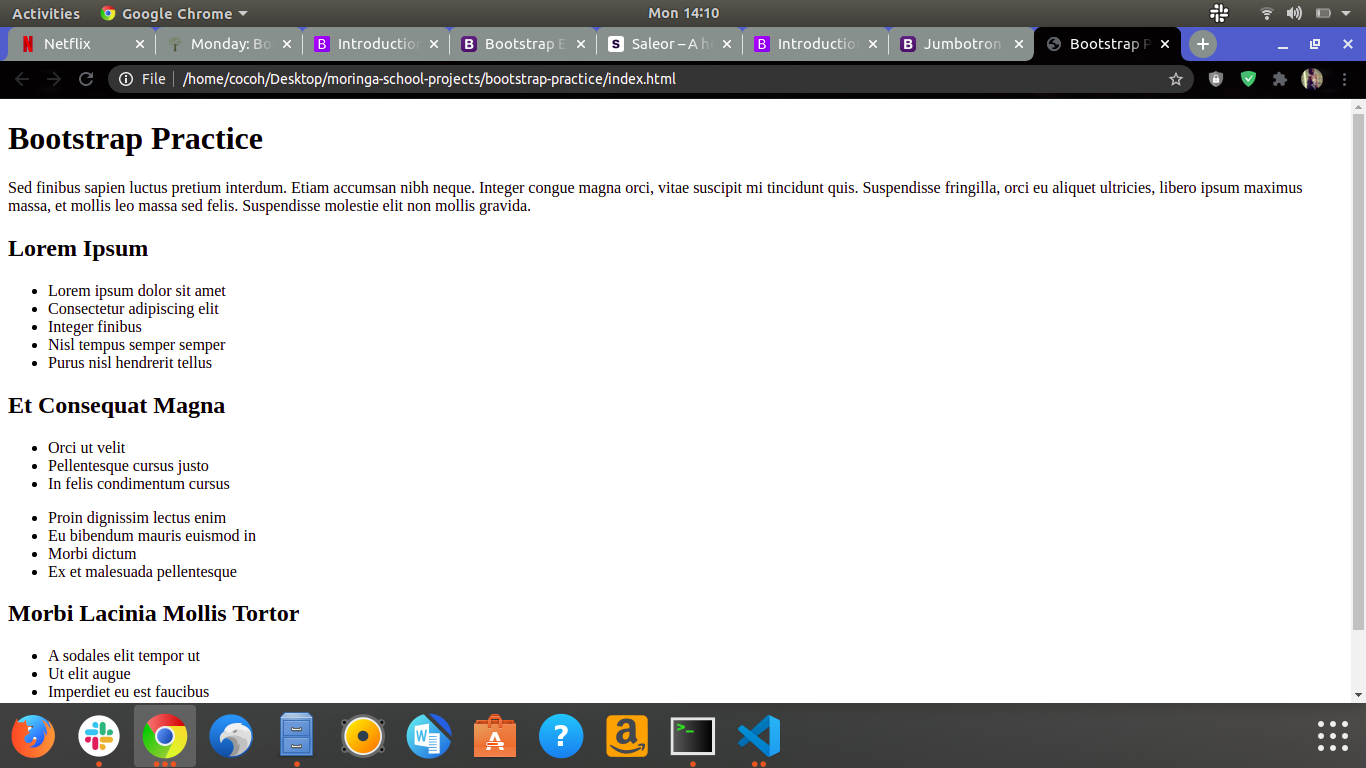 Activities Google Chrome Mon 14:10
Netflix Monday: Bo Introduction Bootstrap E Saleor – A h Introduction Jumbotron Bootstrap P
File /home/cocoh/Desktop/moringa-school-projects/bootstrap-practice/index.html
Bootstrap Practice
Sed finibus sapien luctus pretium interdum. Etiam accumsan nibh neque. Integer congue magna orci, vitae suscipit mi tincidunt quis. Suspendisse fringilla, orci eu aliquet ultricies, libero ipsum maximus
massa, et mollis leo massa sed felis. Suspendisse molestie elit non mollis gravida.
Lorem Ipsum
Lorem ipsum dolor sit amet
Consectetur adipiscing elit
Integer finibus
Nisl tempus semper semper
Purus nisl hendrerit tellus
Et Consequat Magna
Orci ut velit
Pellentesque cursus justo
In felis condimentum cursus
Proin dignissim lectus enim
Eu bibendum mauris euismod in
Morbi dictum
Ex et malesuada pellentesque
Morbi Lacinia Mollis Tortor
A sodales elit tempor ut
Ut elit augue
Imperdiet eu est faucibus